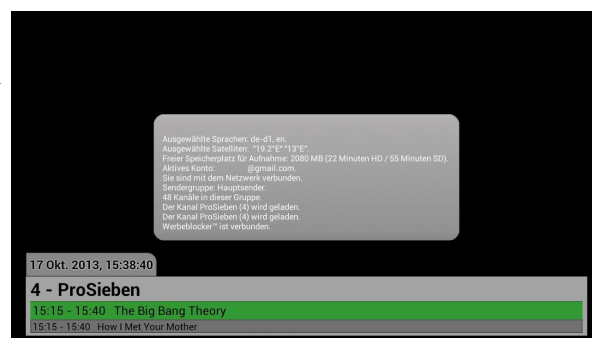 Ausgewählte Sprachen: de-d1, en.
Ausgewählte Satelliten: "19.2°E" "13°E".
Freier Speicherplatz für Aufnahme: 2080 MB (22 Minuten HD / 55 Minuten SD).
Aktives Konto: @gmail.com.
Sie sind mit dem Netzwerk verbunden.
Sendergruppe: Hauptsender.
48 Kanäle in dieser Gruppe.
Der Kanal ProSieben (4) wird geladen.
Der Kanal ProSieben (4) wird geladen.
Werbeblocker™ ist verbunden.
17 Okt. 2013, 15:38:40
4 - ProSieben
15:15 - 15:40 The Big Bang Theory
15:15 - 15:40 How I Met Your Mother